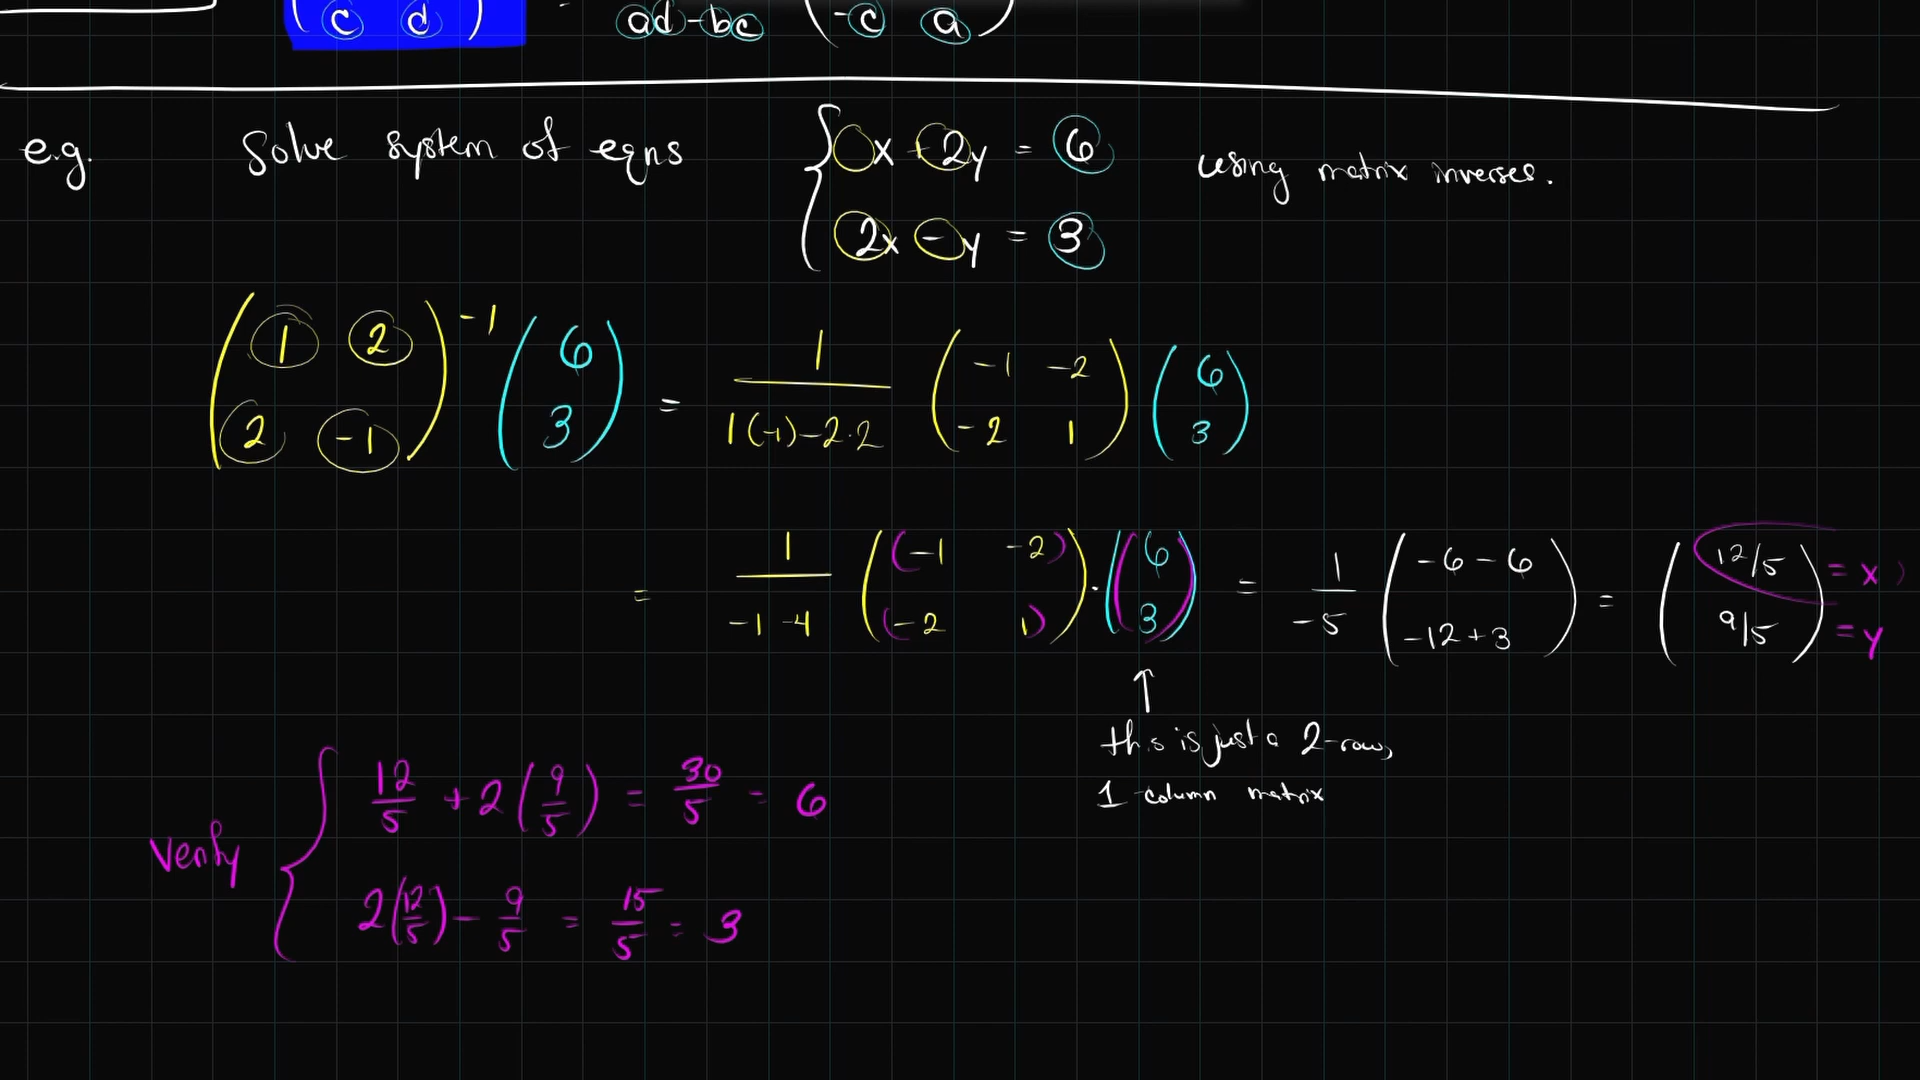 ( c d ) = ad-bc ( -c a )
e.g. Solve system of eqns { x + 2y = 6 using matrix inverses.
2x - y = 3
( 1 2 )⁻¹ ( 6 ) = 1 / 1(-1)-2·2 ( -1 -2 ) ( 6 )
( 2 -1 ) ( 3 ) ( -2 1 ) ( 3 )
= 1 / -1-4 ( (-1 -2) ) · ( 6 ) = 1 / -5 ( -6-6 ) = ( 12/5 ) = x
( (-2 1) ) ( 3 ) ( -12+3 ) ( 9/5 ) = y
↑
this is just a 2-row,
1 column matrix
Verify { 12/5 + 2(9/5) = 30/5 = 6
2(12/5) - 9/5 = 15/5 = 3